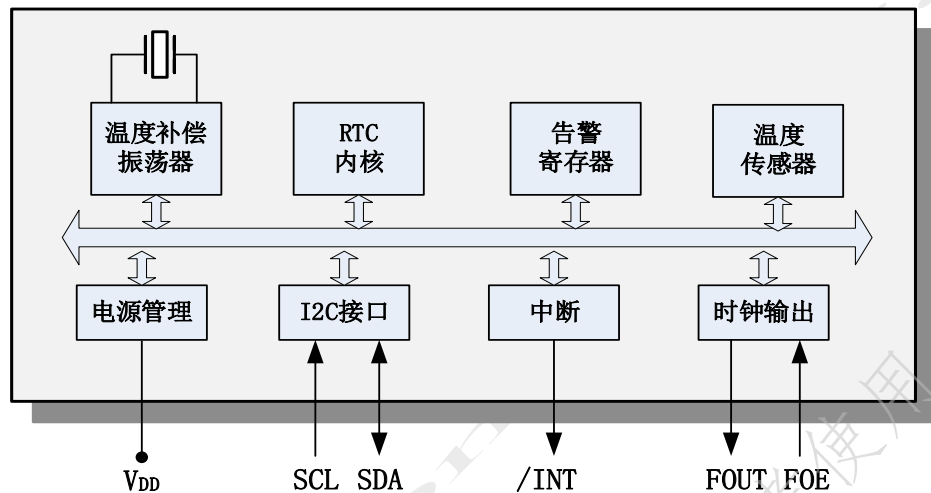 温度补偿
振荡器
RTC
内核
告警
寄存器
温度
传感器
电源管理
I2C接口
中断
时钟输出
VDD
SCL SDA
/INT
FOUT FOE
使用